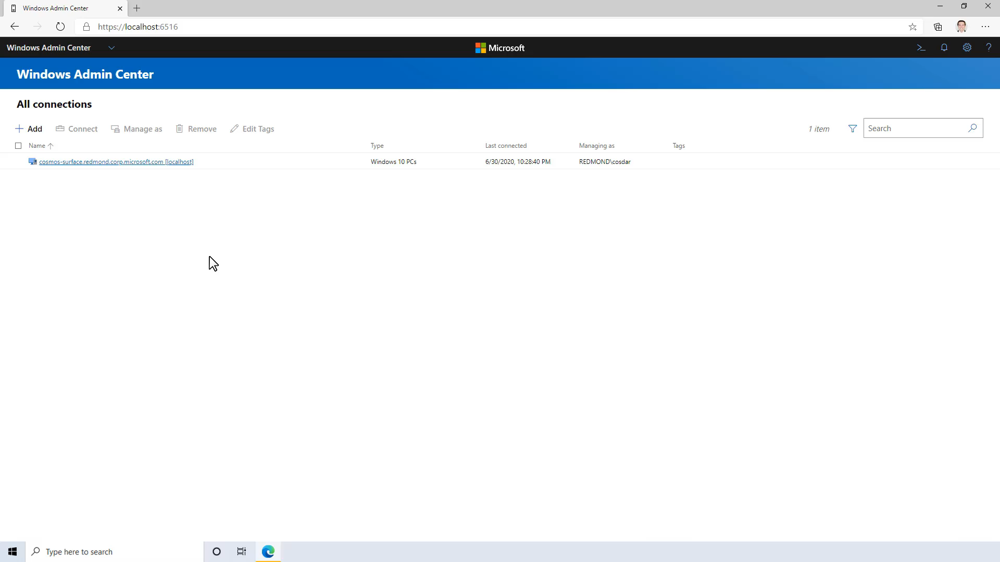 Windows Admin Center
https://localhost:6516
Windows Admin Center
Microsoft
Windows Admin Center
All connections
Add Connect Manage as Remove Edit Tags 1 item Search
Name Type Last connected Managing as Tags
cosmos-surface.redmond.corp.microsoft.com [localhost] Windows 10 PCs 6/30/2020, 10:28:40 PM REDMOND\cosdar
Type here to search